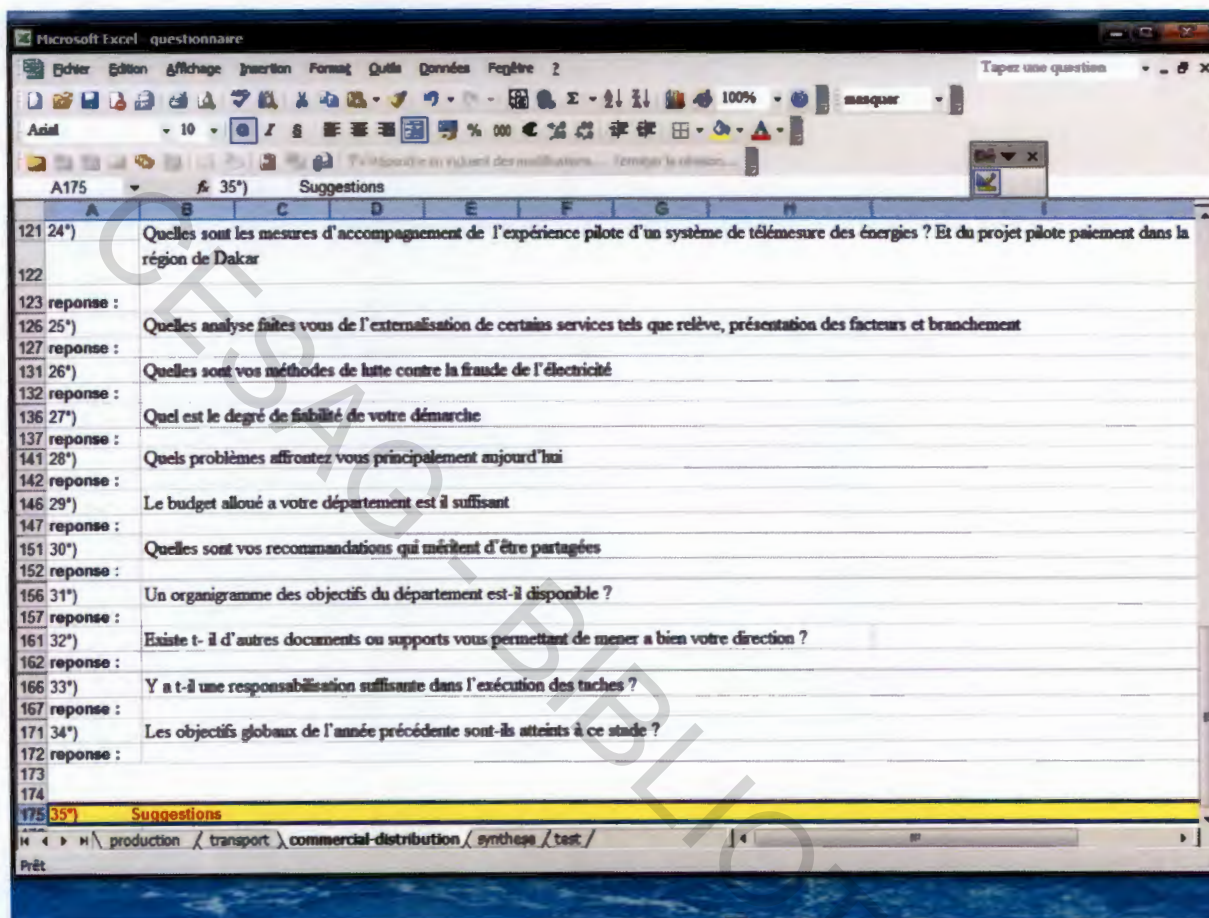 Microsoft Excel - questionnaire
Fichier Edition Affichage Insertion Format Outils Données Fenêtre ?
Tapez une question
100%
masquer
Arial
10
G I S
% 000 €
A175
fx 35°) Suggestions
A B C D E F G H I
121 24°) Quelles sont les mesures d'accompagnement de l'expérience pilote d'un système de télémesure des énergies ? Et du projet pilote paiement dans la
région de Dakar
122
123 reponse :
126 25°) Quelles analyse faites vous de l'externalisation de certains services tels que relève, présentation des facteurs et branchement
127 reponse :
131 26°) Quelles sont vos méthodes de lutte contre la fraude de l'électricité
132 reponse :
136 27°) Quel est le degré de fiabilité de votre démarche
137 reponse :
141 28°) Quels problèmes affrontez vous principalement aujourd'hui
142 reponse :
146 29°) Le budget alloué a votre département est il suffisant
147 reponse :
151 30°) Quelles sont vos recommandations qui méritent d'être partagées
152 reponse :
156 31°) Un organigramme des objectifs du département est-il disponible ?
157 reponse :
161 32°) Existe t- il d'autres documents ou supports vous permettant de mener a bien votre direction ?
162 reponse :
166 33°) Y a t-il une responsabilisation suffisante dans l'exécution des taches ?
167 reponse :
171 34°) Les objectifs globaux de l'année précédente sont-ils atteints à ce stade ?
172 reponse :
173
174
175 35°) Suggestions
production / transport / commercial-distribution / synthese / test /
Prêt
CESAG - BIBLIO